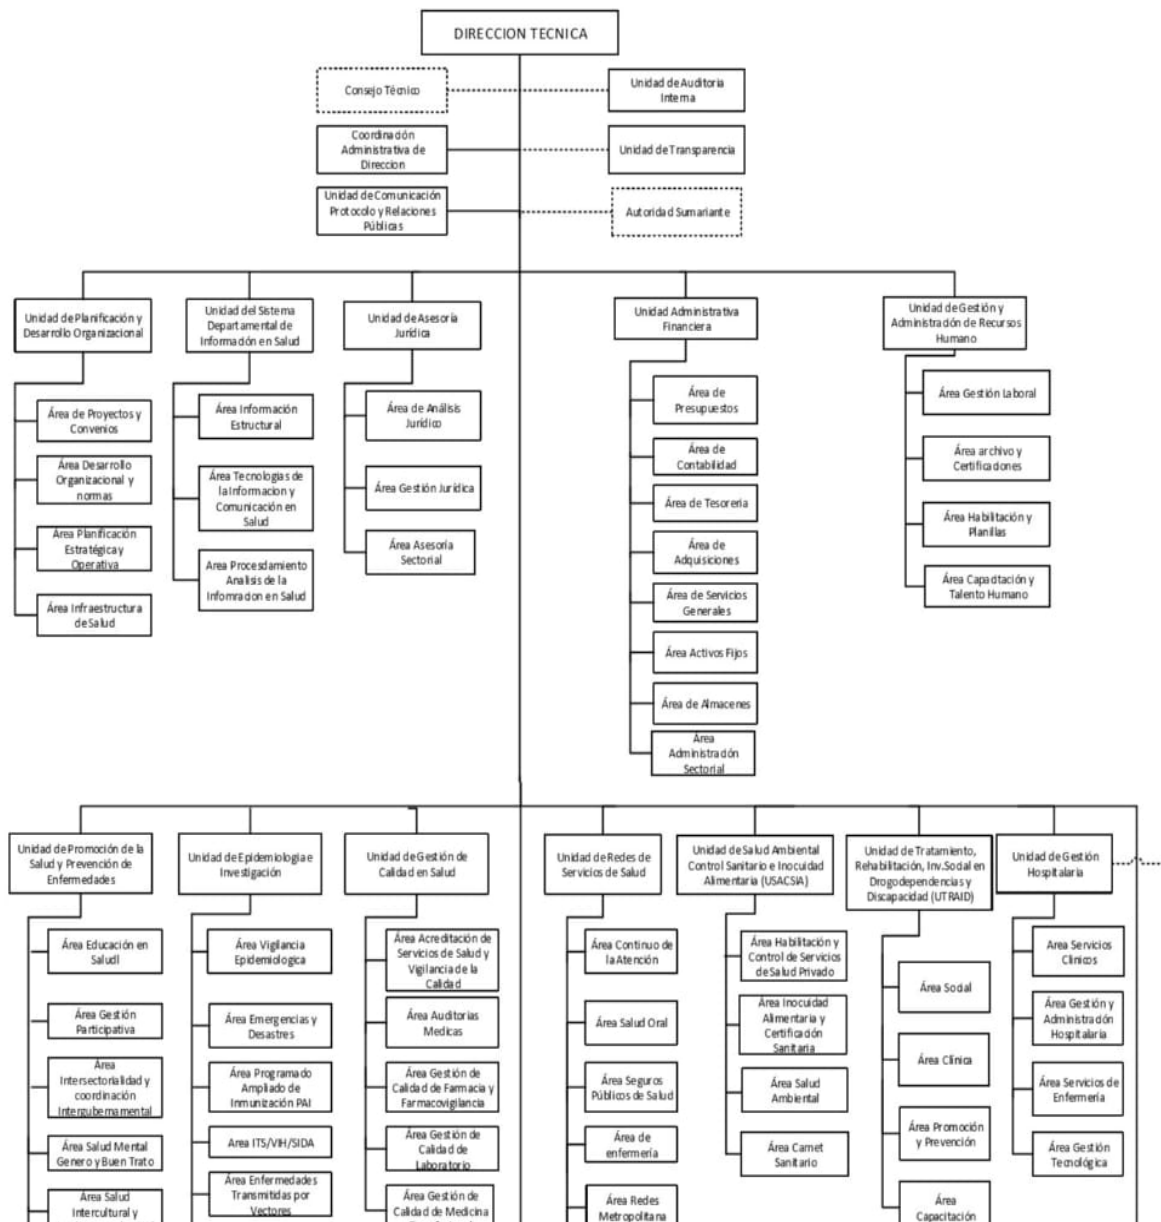 DIRECCION TECNICA
Consejo Técnico
Unidad de Auditoria
Interna
Coordinación
Administrativa de
Direccion
Unidad de Transparencia
Unidad de Comunicación
Protocolo y Relaciones
Públicas
Autoridad Sumariante
Unidad de Planificación y
Desarrollo Organizacional
Unidad del Sistema
Departamental de
Información en Salud
Unidad de Asesoría
Jurídica
Unidad Administrativa
Financiera
Unidad de Gestión y
Administración de Recursos
Humano
Área de Proyectos y
Convenios
Área Desarrollo
Organizacional y
normas
Área Planificación
Estratégica y
Operativa
Área Infraestructura
de Salud
Área Información
Estructural
Área Tecnologias de
la Informacion y
Comunicación en
Salud
Area Procesdamiento
Analisis de la
Infomracion en Salud
Área de Análisis
Jurídico
Área Gestión Jurídica
Área Asesoría
Sectorial
Área de
Presupuestos
Área de
Contabilidad
Área de Tesoreria
Área de
Adquisiciones
Área de Servicios
Generales
Área Activos Fijos
Área de Almacenes
Área
Administración
Sectorial
Área Gestión Laboral
Área archivo y
Certificaciones
Área Habilitación y
Planillas
Área Capacitación y
Talento Humano
Unidad de Promoción de la
Salud y Prevención de
Enfermedades
Unidad de Epidemiologia e
Investigación
Unidad de Gestión de
Calidad en Salud
Unidad de Redes de
Servicios de Salud
Unidad de Salud Ambiental
Control Sanitario e Inocuidad
Alimentaria (USACSIA)
Unidad de Tratamiento,
Rehabilitación, Inv.Social en
Drogodependencias y
Discapacidad (UTRAID)
Unidad de Gestión
Hospitalaria
Área Educación en
Saludl
Área Gestión
Participativa
Área
Intersectorialidad y
coordinación
Intergubernamental
Área Salud Mental
Genero y Buen Trato
Área Salud
Intercultural y
Área Vigilancia
Epidemiologica
Área Emergencias y
Desastres
Área Programado
Ampliado de
Inmunización PAI
Area ITS/VIH/SIDA
Área Enfermedades
Transmitidas por
Vectores
Área Acreditación de
Servicios de Salud y
Vigilancia de la
Calidad
Área Auditorias
Medicas
Área Gestión de
Calidad de Farmacia y
Farmacovigilancia
Área Gestión de
Calidad de
Laboratorio
Área Gestión de
Calidad de Medicina
Área Continuo de
la Atención
Área Salud Oral
Área Seguros
Públicos de Salud
Área de
enfermería
Área Redes
Metropolitana
Área Habilitación y
Control de Servicios
de Salud Privado
Área Inocuidad
Alimentaria y
Certificación
Sanitaria
Área Salud
Ambiental
Área Carnet
Sanitario
Área Social
Área Clínica
Área Promoción
y Prevención
Área
Capacitación
Area Servicios
Clinicos
Área Gestión y
Administración
Hospitalaria
Área Servicios de
Enfermería
Área Gestión
Tecnológica